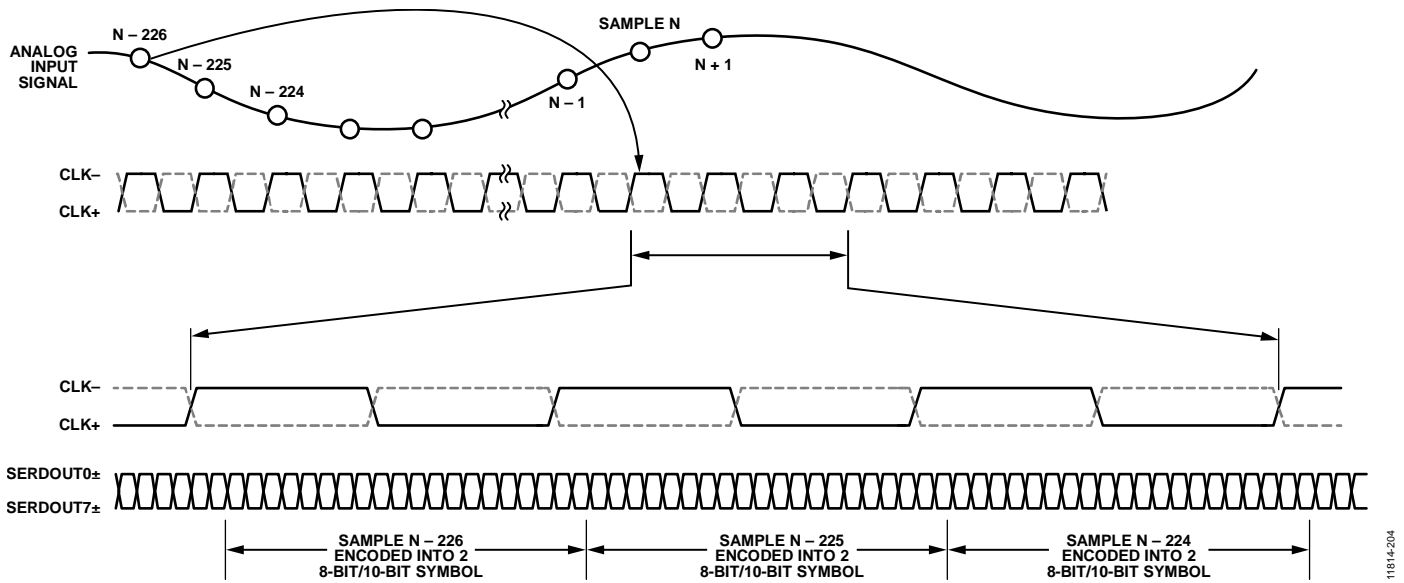 N – 226
SAMPLE N
ANALOG
INPUT
SIGNAL
N – 225
N + 1
N – 224
N – 1
CLK–
CLK+
CLK–
CLK+
SERDOUT0±
SERDOUT7±
SAMPLE N – 226
ENCODED INTO 2
8-BIT/10-BIT SYMBOL
SAMPLE N – 225
ENCODED INTO 2
8-BIT/10-BIT SYMBOL
SAMPLE N – 224
ENCODED INTO 2
8-BIT/10-BIT SYMBOL
11814-204